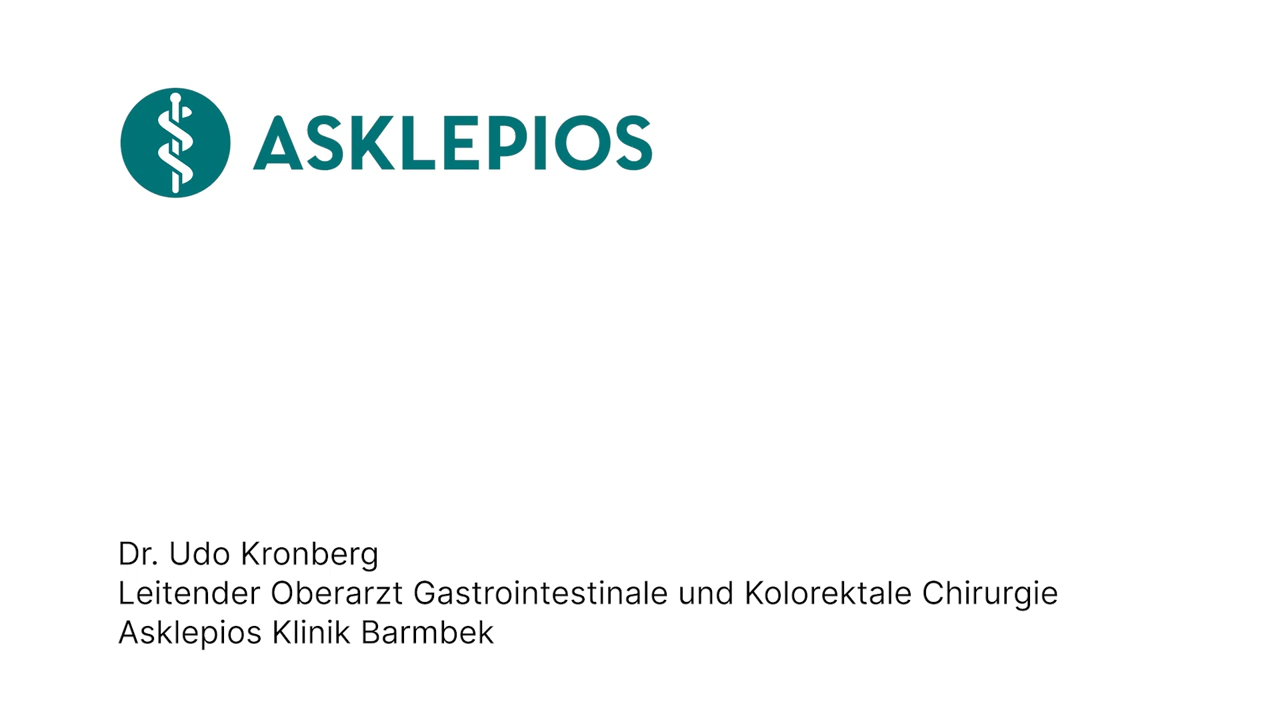 ASKLEPIOS
Dr. Udo Kronberg
Leitender Oberarzt Gastrointestinale und Kolorektale Chirurgie
Asklepios Klinik Barmbek